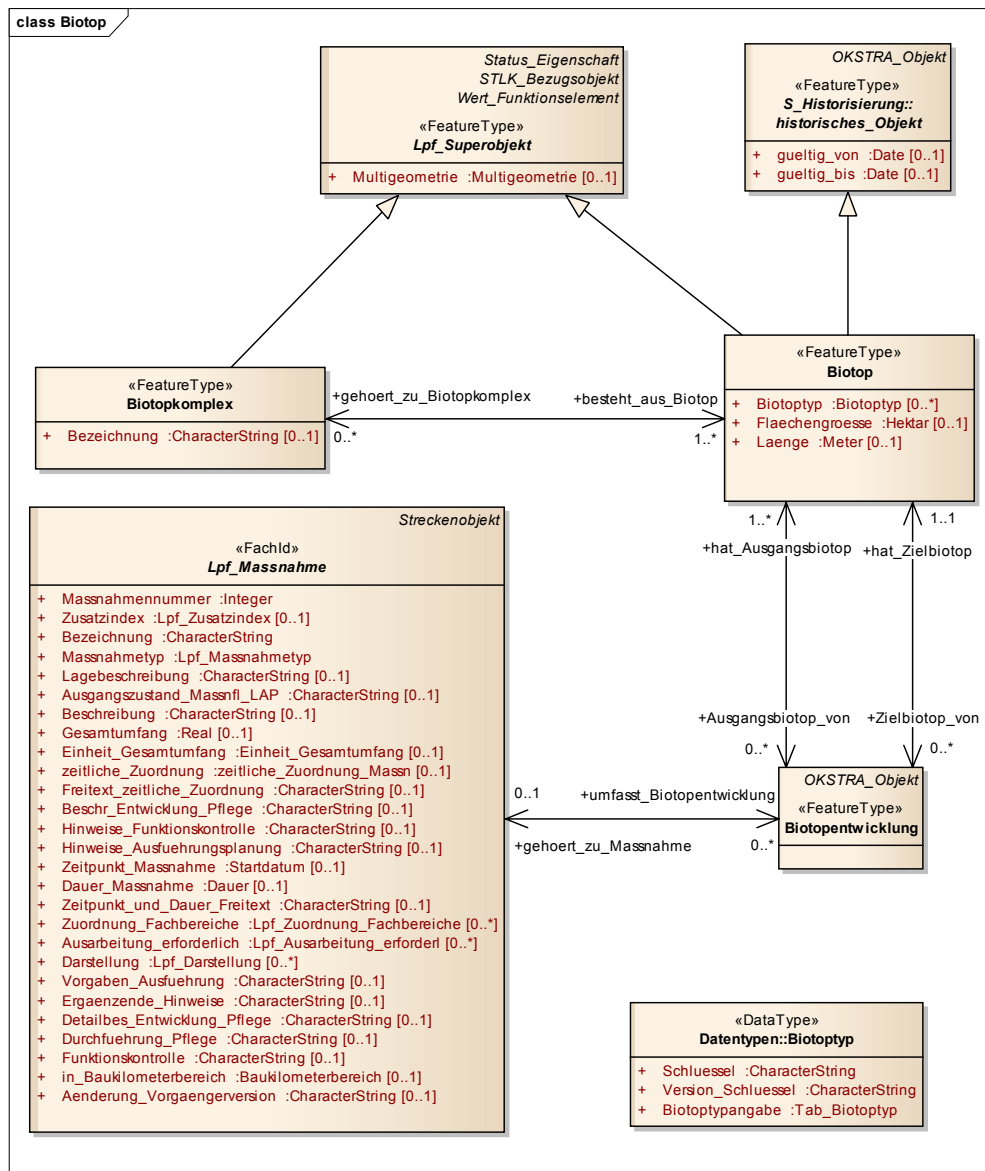 class Biotop
Status_Eigenschaft
STLK_Bezugsobjekt
Wert_Funktionselement
«FeatureType»
Lpf_Superobjekt
+ Multigeometrie :Multigeometrie [0..1]
OKSTRA_Objekt
«FeatureType»
S_Historisierung::
historisches_Objekt
+ gueltig_von :Date [0..1]
+ gueltig_bis :Date [0..1]
«FeatureType»
Biotopkomplex
+ Bezeichnung :CharacterString [0..1]
+gehoert_zu_Biotopkomplex
0..*
+besteht_aus_Biotop
1..*
«FeatureType»
Biotop
+ Biotoptyp :Biotoptyp [0..*]
+ Flaechengroesse :Hektar [0..1]
+ Laenge :Meter [0..1]
1..*
+hat_Ausgangsbiotop
1..1
+hat_Zielbiotop
+Ausgangsbiotop_von
0..*
+Zielbiotop_von
0..*
Streckenobjekt
«FachId»
Lpf_Massnahme
+ Massnahmennummer :Integer
+ Zusatzindex :Lpf_Zusatzindex [0..1]
+ Bezeichnung :CharacterString
+ Massnahmetyp :Lpf_Massnahmetyp
+ Lagebeschreibung :CharacterString [0..1]
+ Ausgangszustand_Massnfl_LAP :CharacterString [0..1]
+ Beschreibung :CharacterString [0..1]
+ Gesamtumfang :Real [0..1]
+ Einheit_Gesamtumfang :Einheit_Gesamtumfang [0..1]
+ zeitliche_Zuordnung :zeitliche_Zuordnung_Massn [0..1]
+ Freitext_zeitliche_Zuordnung :CharacterString [0..1]
+ Beschr_Entwicklung_Pflege :CharacterString [0..1]
+ Hinweise_Funktionskontrolle :CharacterString [0..1]
+ Hinweise_Ausfuehrungsplanung :CharacterString [0..1]
+ Zeitpunkt_Massnahme :Startdatum [0..1]
+ Dauer_Massnahme :Dauer [0..1]
+ Zeitpunkt_und_Dauer_Freitext :CharacterString [0..1]
+ Zuordnung_Fachbereiche :Lpf_Zuordnung_Fachbereiche [0..*]
+ Ausarbeitung_erforderlich :Lpf_Ausarbeitung_erforderl [0..*]
+ Darstellung :Lpf_Darstellung [0..*]
+ Vorgaben_Ausfuehrung :CharacterString [0..1]
+ Ergaenzende_Hinweise :CharacterString [0..1]
+ Detailbes_Entwicklung_Pflege :CharacterString [0..1]
+ Durchfuehrung_Pflege :CharacterString [0..1]
+ Funktionskontrolle :CharacterString [0..1]
+ in_Baukilometerbereich :Baukilometerbereich [0..1]
+ Aenderung_Vorgaengerversion :CharacterString [0..1]
0..1
+umfasst_Biotopentwicklung
+gehoert_zu_Massnahme
0..*
OKSTRA_Objekt
«FeatureType»
Biotopentwicklung
«DataType»
Datentypen::Biotoptyp
+ Schluessel :CharacterString
+ Version_Schluessel :CharacterString
+ Biotoptypangabe :Tab_Biotoptyp